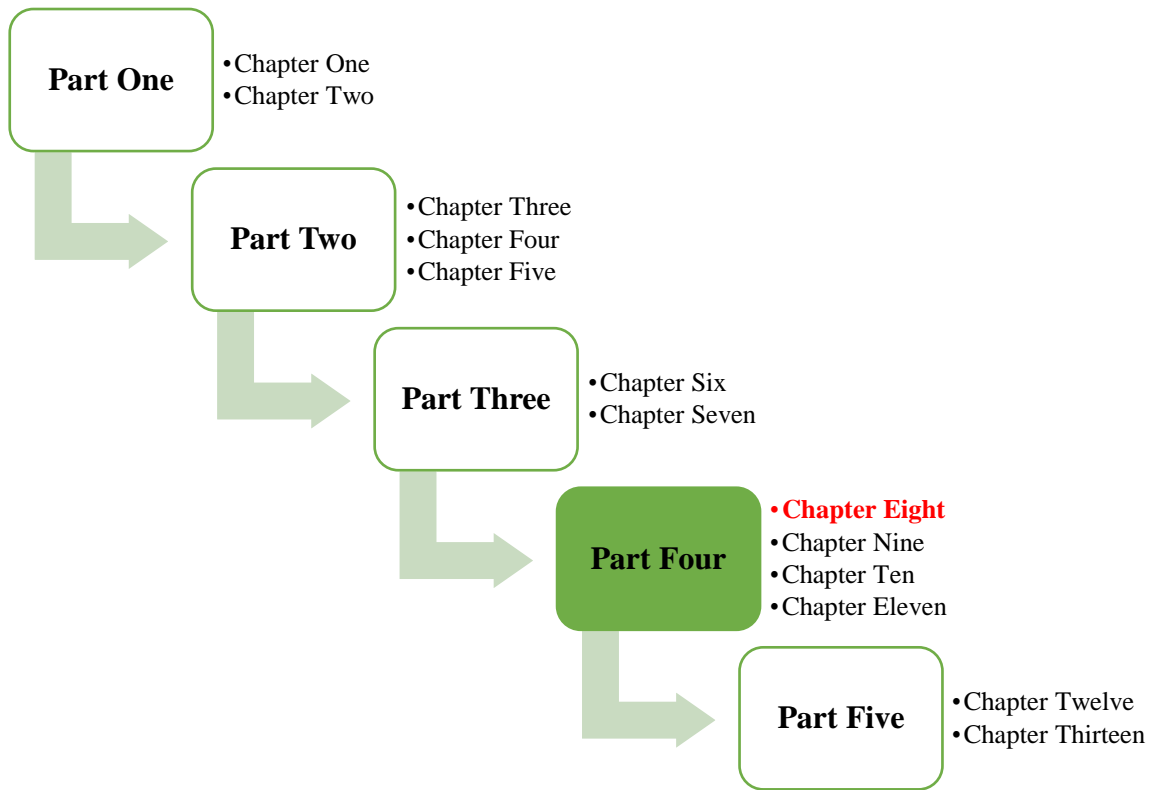 Part One
•Chapter One
•Chapter Two
Part Two
•Chapter Three
•Chapter Four
•Chapter Five
Part Three
•Chapter Six
•Chapter Seven
Part Four
•Chapter Eight
•Chapter Nine
•Chapter Ten
•Chapter Eleven
Part Five
•Chapter Twelve
•Chapter Thirteen